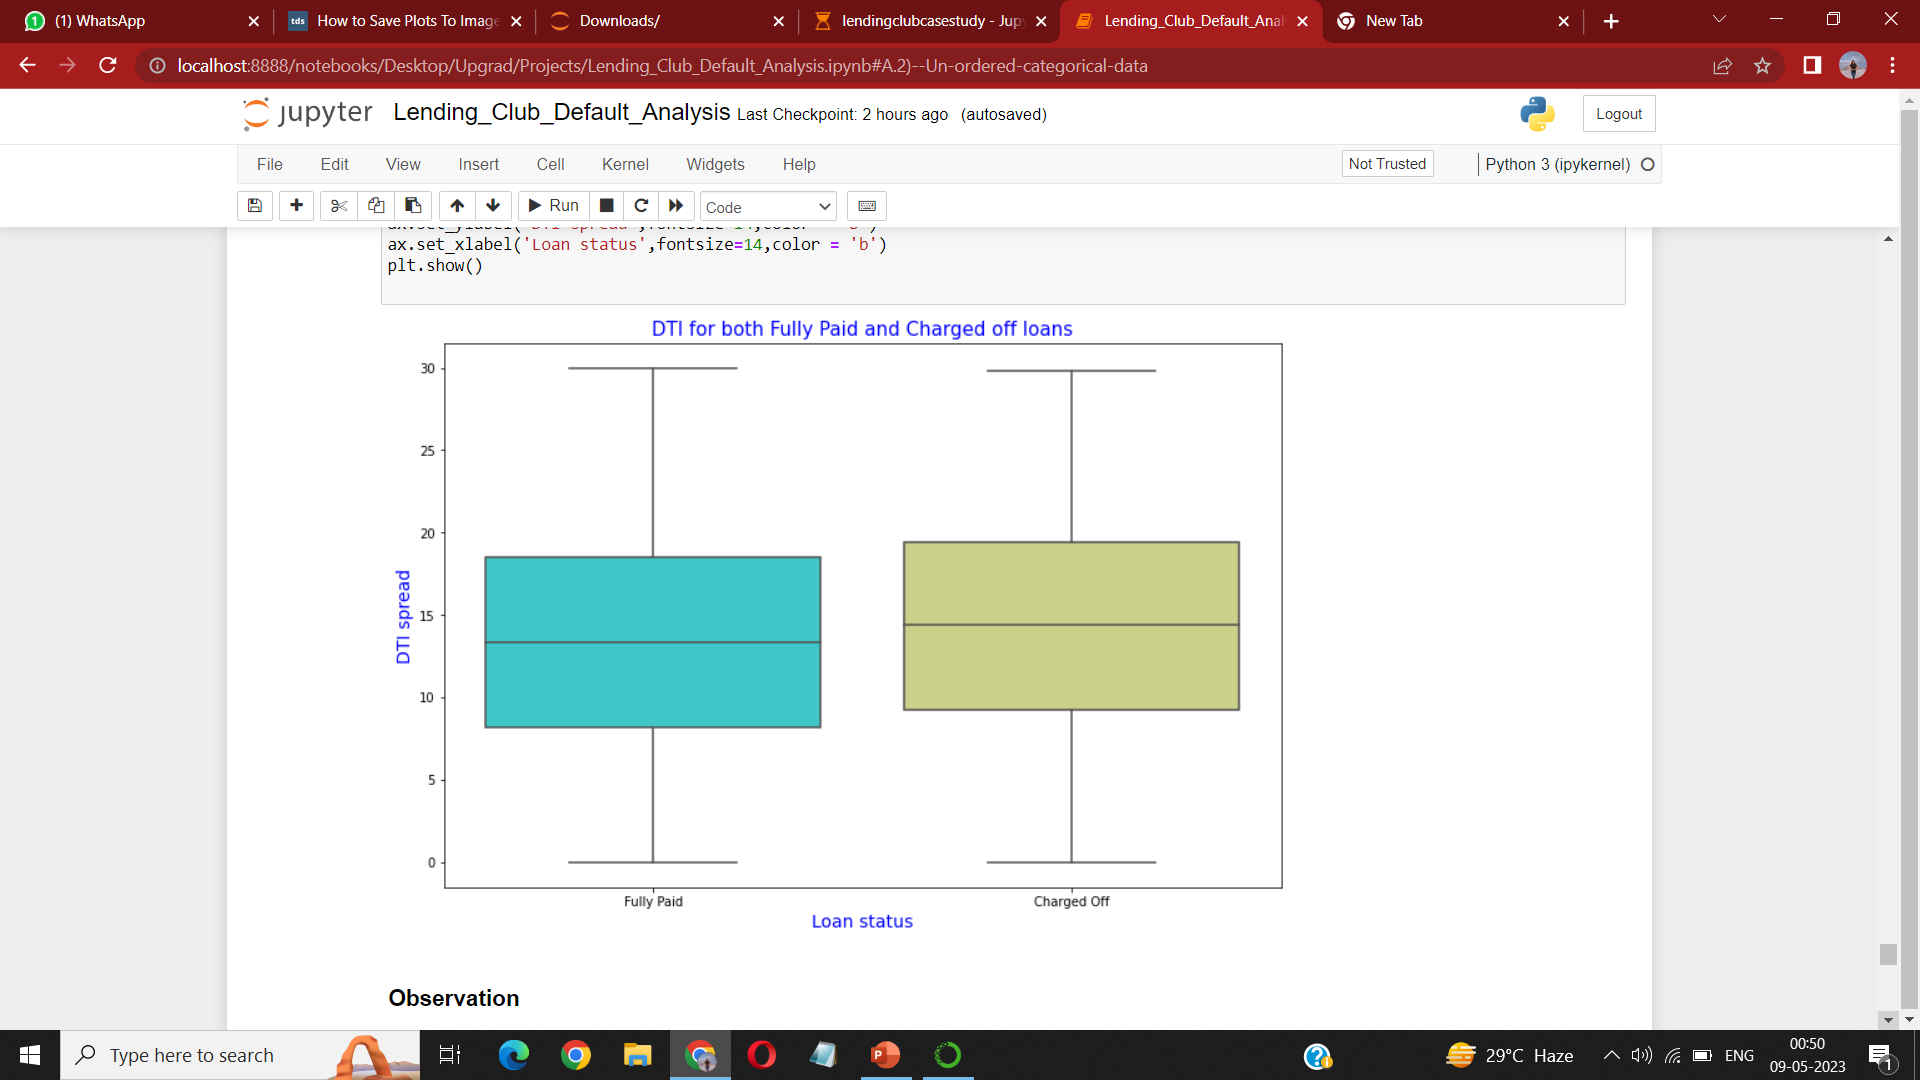 (1) WhatsApp
tds How to Save Plots To Image
Downloads/
lendingclubcasestudy - Jup
Lending_Club_Default_Anal
New Tab
localhost:8888/notebooks/Desktop/Upgrad/Projects/Lending_Club_Default_Analysis.ipynb#A.2)--Un-ordered-categorical-data
jupyter Lending_Club_Default_Analysis Last Checkpoint: 2 hours ago (autosaved)
Logout
File Edit View Insert Cell Kernel Widgets Help
Not Trusted
Python 3 (ipykernel)
Run
Code
ax.set_xlabel('Loan status',fontsize=14,color = 'b')
plt.show()
DTI for both Fully Paid and Charged off loans
30
25
20
15
10
5
0
DTI spread
Fully Paid
Charged Off
Loan status
Observation
Type here to search
29°C Haze
ENG
00:50
09-05-2023
1